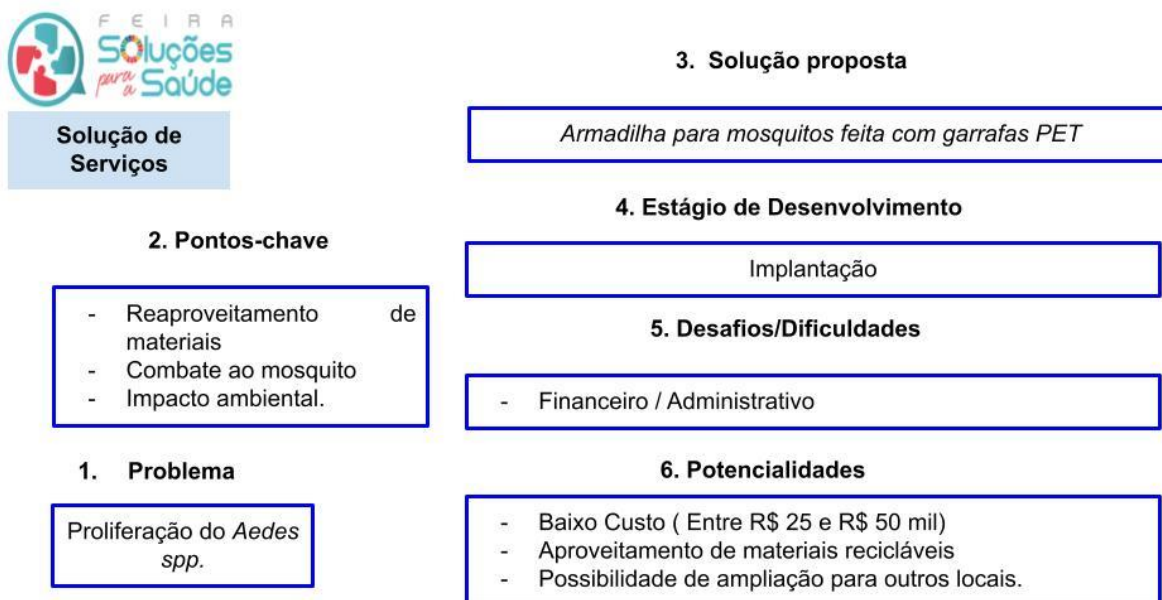 FEIRA
Soluções
para a
Saúde
Solução de
Serviços
2. Pontos-chave
- Reaproveitamento de
materiais
- Combate ao mosquito
- Impacto ambiental.
1. Problema
Proliferação do Aedes
spp.
3. Solução proposta
Armadilha para mosquitos feita com garrafas PET
4. Estágio de Desenvolvimento
Implantação
5. Desafios/Dificuldades
- Financeiro / Administrativo
6. Potencialidades
- Baixo Custo ( Entre R$ 25 e R$ 50 mil)
- Aproveitamento de materiais recicláveis
- Possibilidade de ampliação para outros locais.